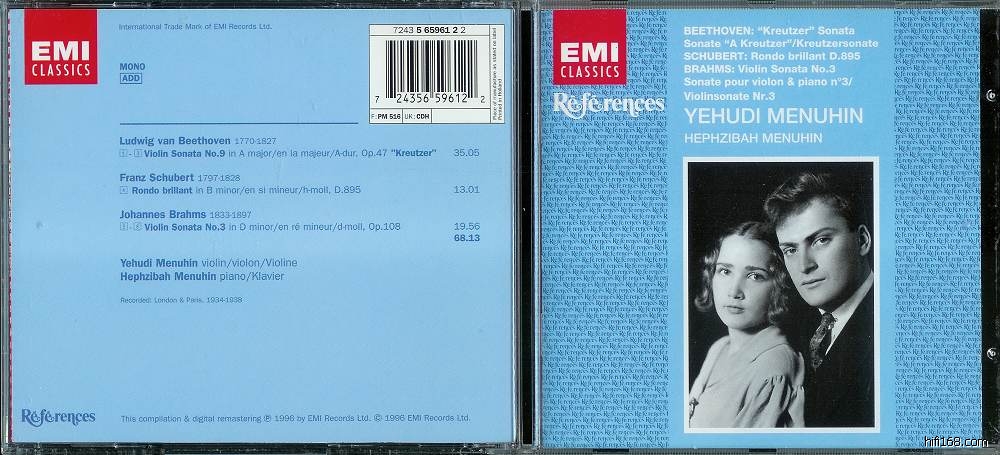 EMI
CLASSICS
International Trade Mark of EMI Records Ltd.
MONO
ADD
7243 5 65961 2 2
7 24356 59612 2
F: PM 516 UK: CDH
Ludwig van Beethoven 1770-1827
1 - 3 Violin Sonata No.9 in A major/en la majeur/A-dur, Op.47 "Kreutzer" 35.05
Franz Schubert 1797-1828
4 Rondo brillant in B minor/en si mineur/h-moll, D.895 13.01
Johannes Brahms 1833-1897
Violin Sonata No.3 in D minor/en ré mineur/d-moll, Op.108 19.56
68.13
Yehudi Menuhin violin/violon/Violine
Hephzibah Menuhin piano/Klavier
Recorded: London & Paris, 1934-1938
Références
This compilation & digital remastering ℗ 1996 by EMI Records Ltd. © 1996 EMI Records Ltd.
EMI
CLASSICS
Références
BEETHOVEN: "Kreutzer" Sonata
Sonate "A Kreutzer"/Kreutzersonate
SCHUBERT: Rondo brillant D.895
BRAHMS: Violin Sonata No.3
Sonate pour violon & piano n°3/
Violinsonate Nr.3
YEHUDI MENUHIN
HEPHZIBAH MENUHIN
hifi168.com